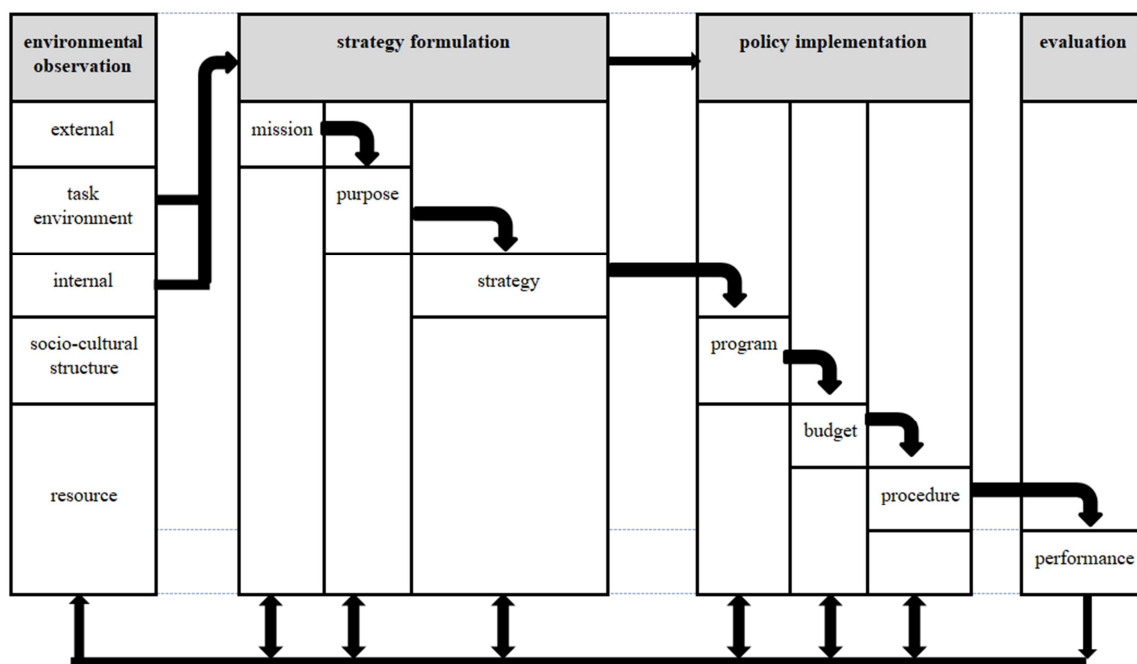 environmental
observation
strategy formulation
policy implementation
evaluation
external
mission
task
environment
purpose
internal
strategy
socio-cultural
structure
program
budget
resource
procedure
performance